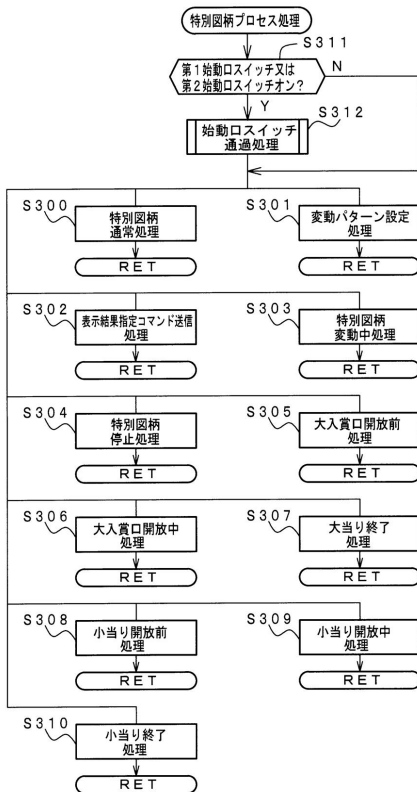 特別図柄プロセス処理
S311
第1始動口スイッチ又は
第2始動口スイッチオン?
N
Y
S312
始動口スイッチ
通過処理
S300
特別図柄
通常処理
RET
S301
変動パターン設定
処理
RET
S302
表示結果指定コマンド送信
処理
RET
S303
特別図柄
変動中処理
RET
S304
特別図柄
停止処理
RET
S305
大入賞口開放前
処理
RET
S306
大入賞口開放中
処理
RET
S307
大当り終了
処理
RET
S308
小当り開放前
処理
RET
S309
小当り開放中
処理
RET
S310
小当り終了
処理
RET